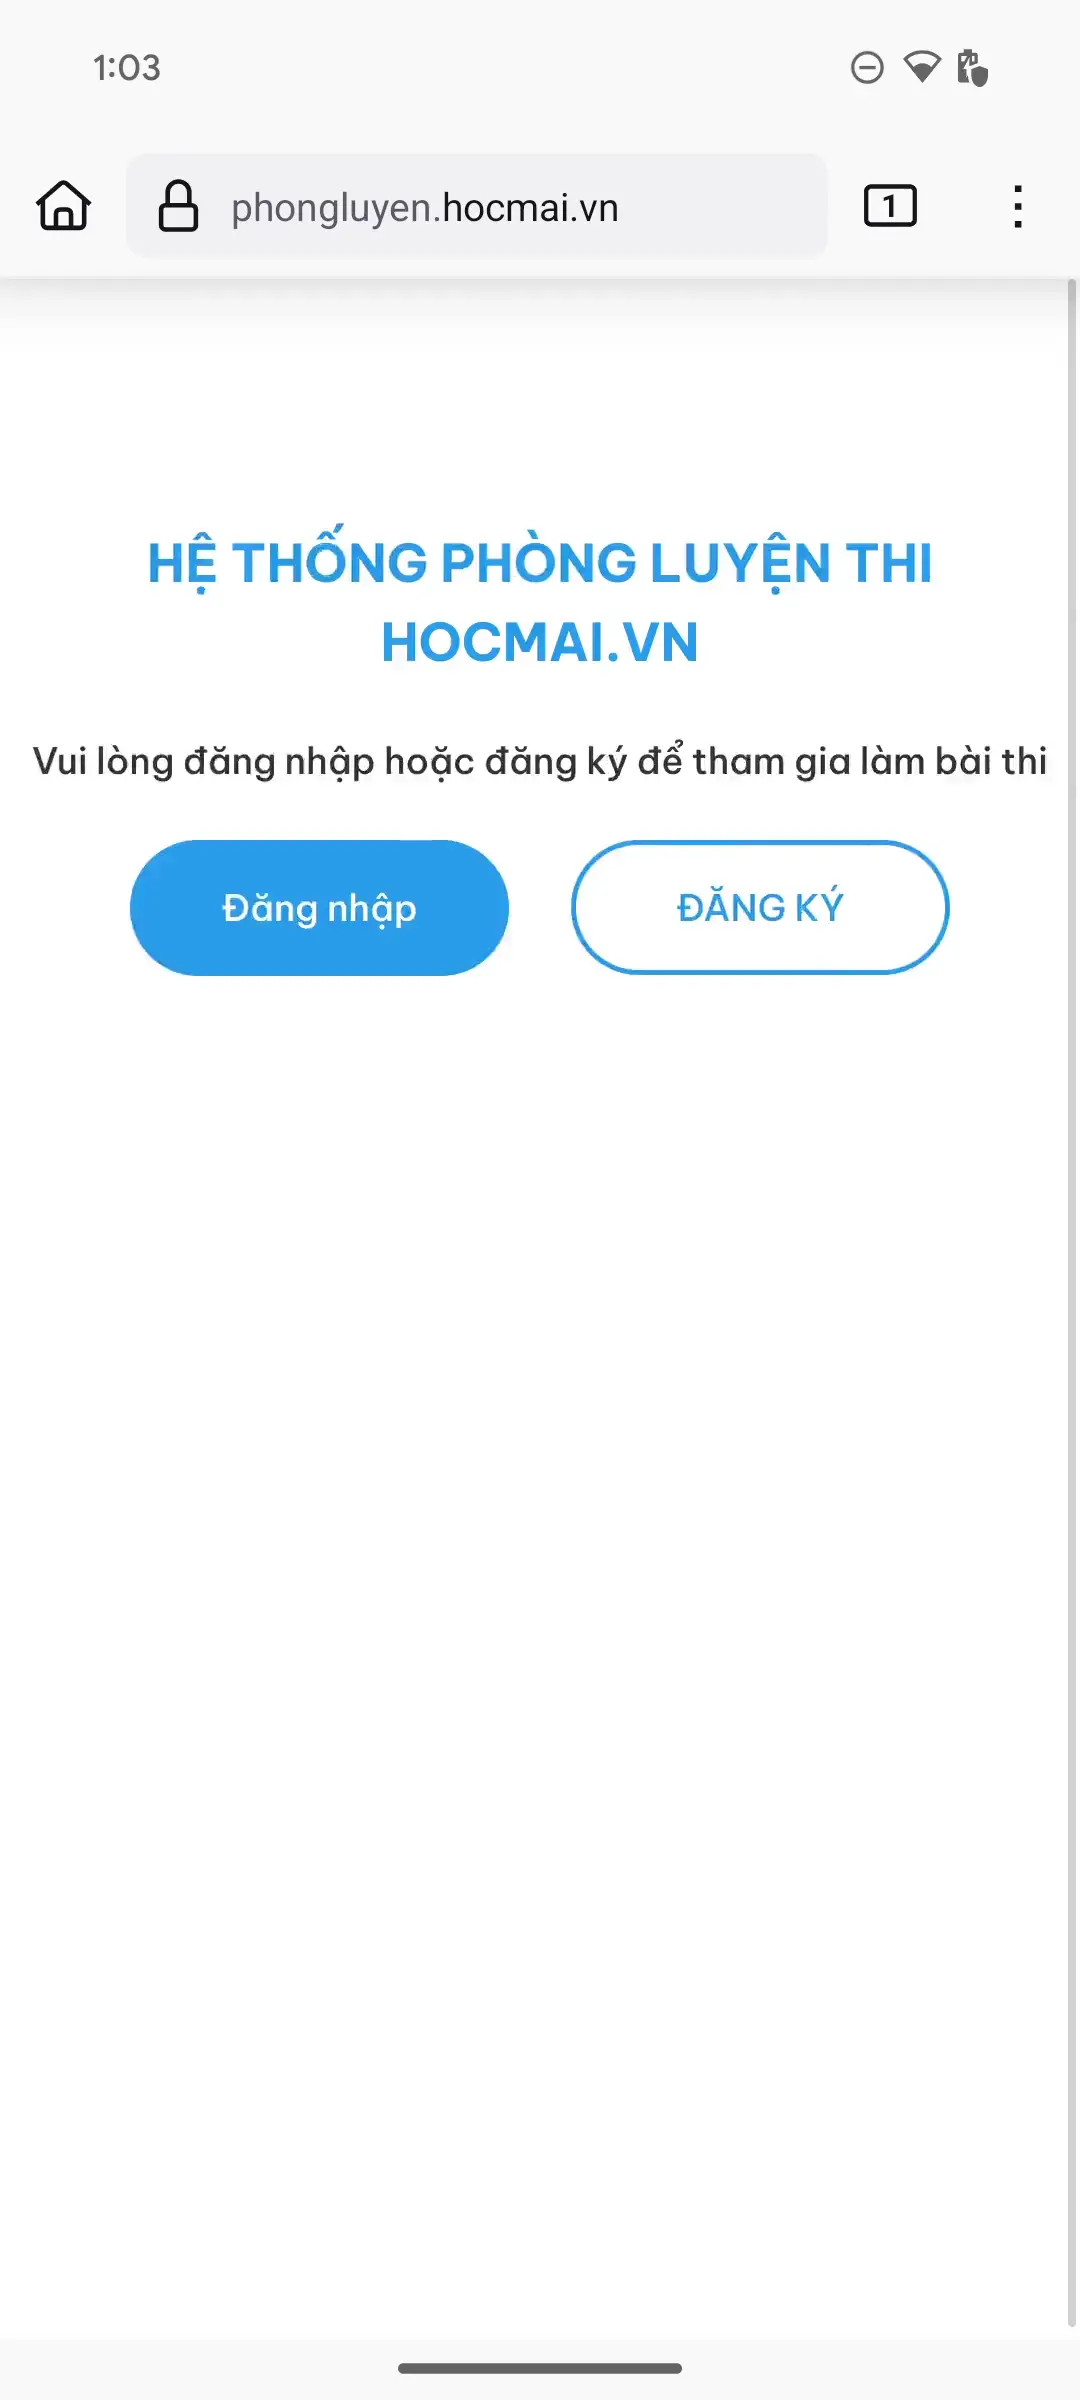 1:03
phongluyen.hocmai.vn
1
HỆ THỐNG PHÒNG LUYỆN THI
HOCMAI.VN
Vui lòng đăng nhập hoặc đăng ký để tham gia làm bài thi
Đăng nhập
ĐĂNG KÝ